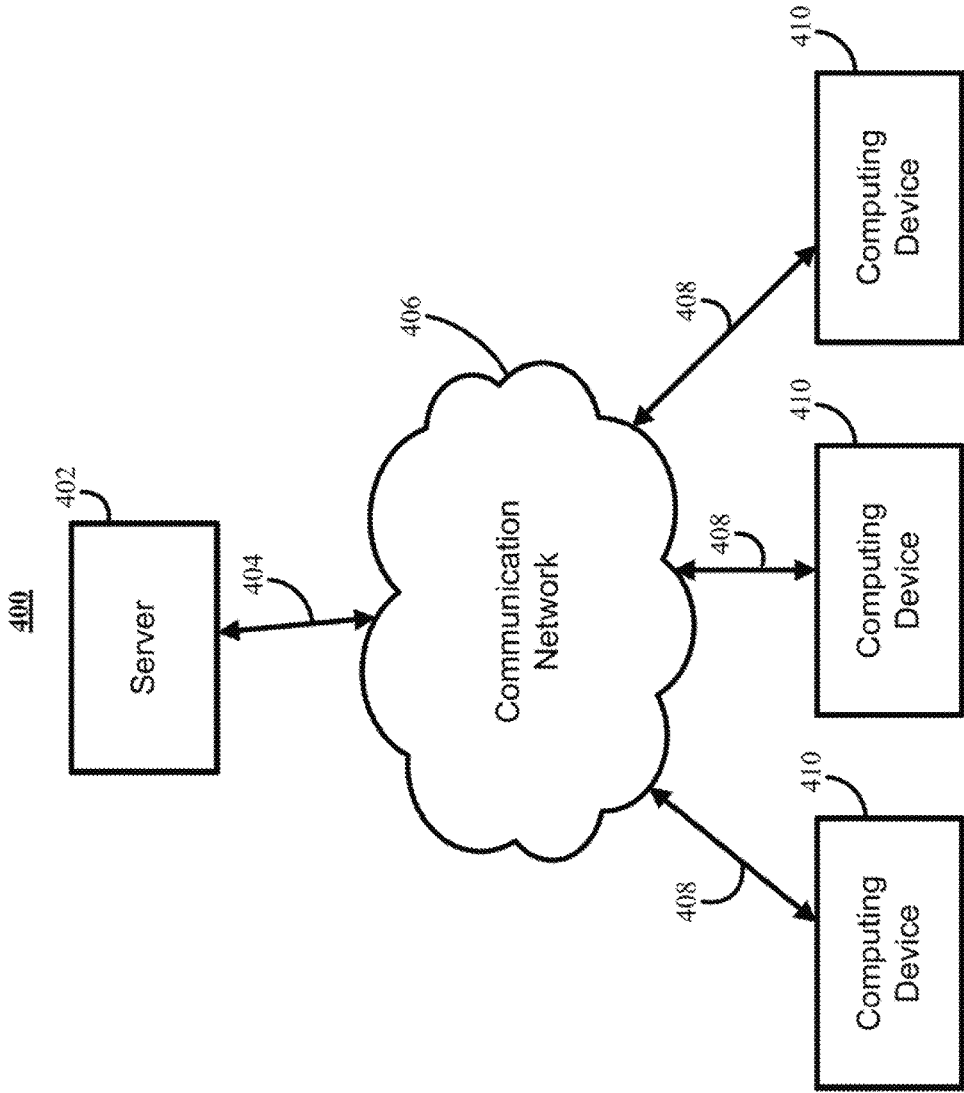 400
402
Server
404
406
Communication
Network
408
408
408
410
410
410
Computing
Device
Computing
Device
Computing
Device